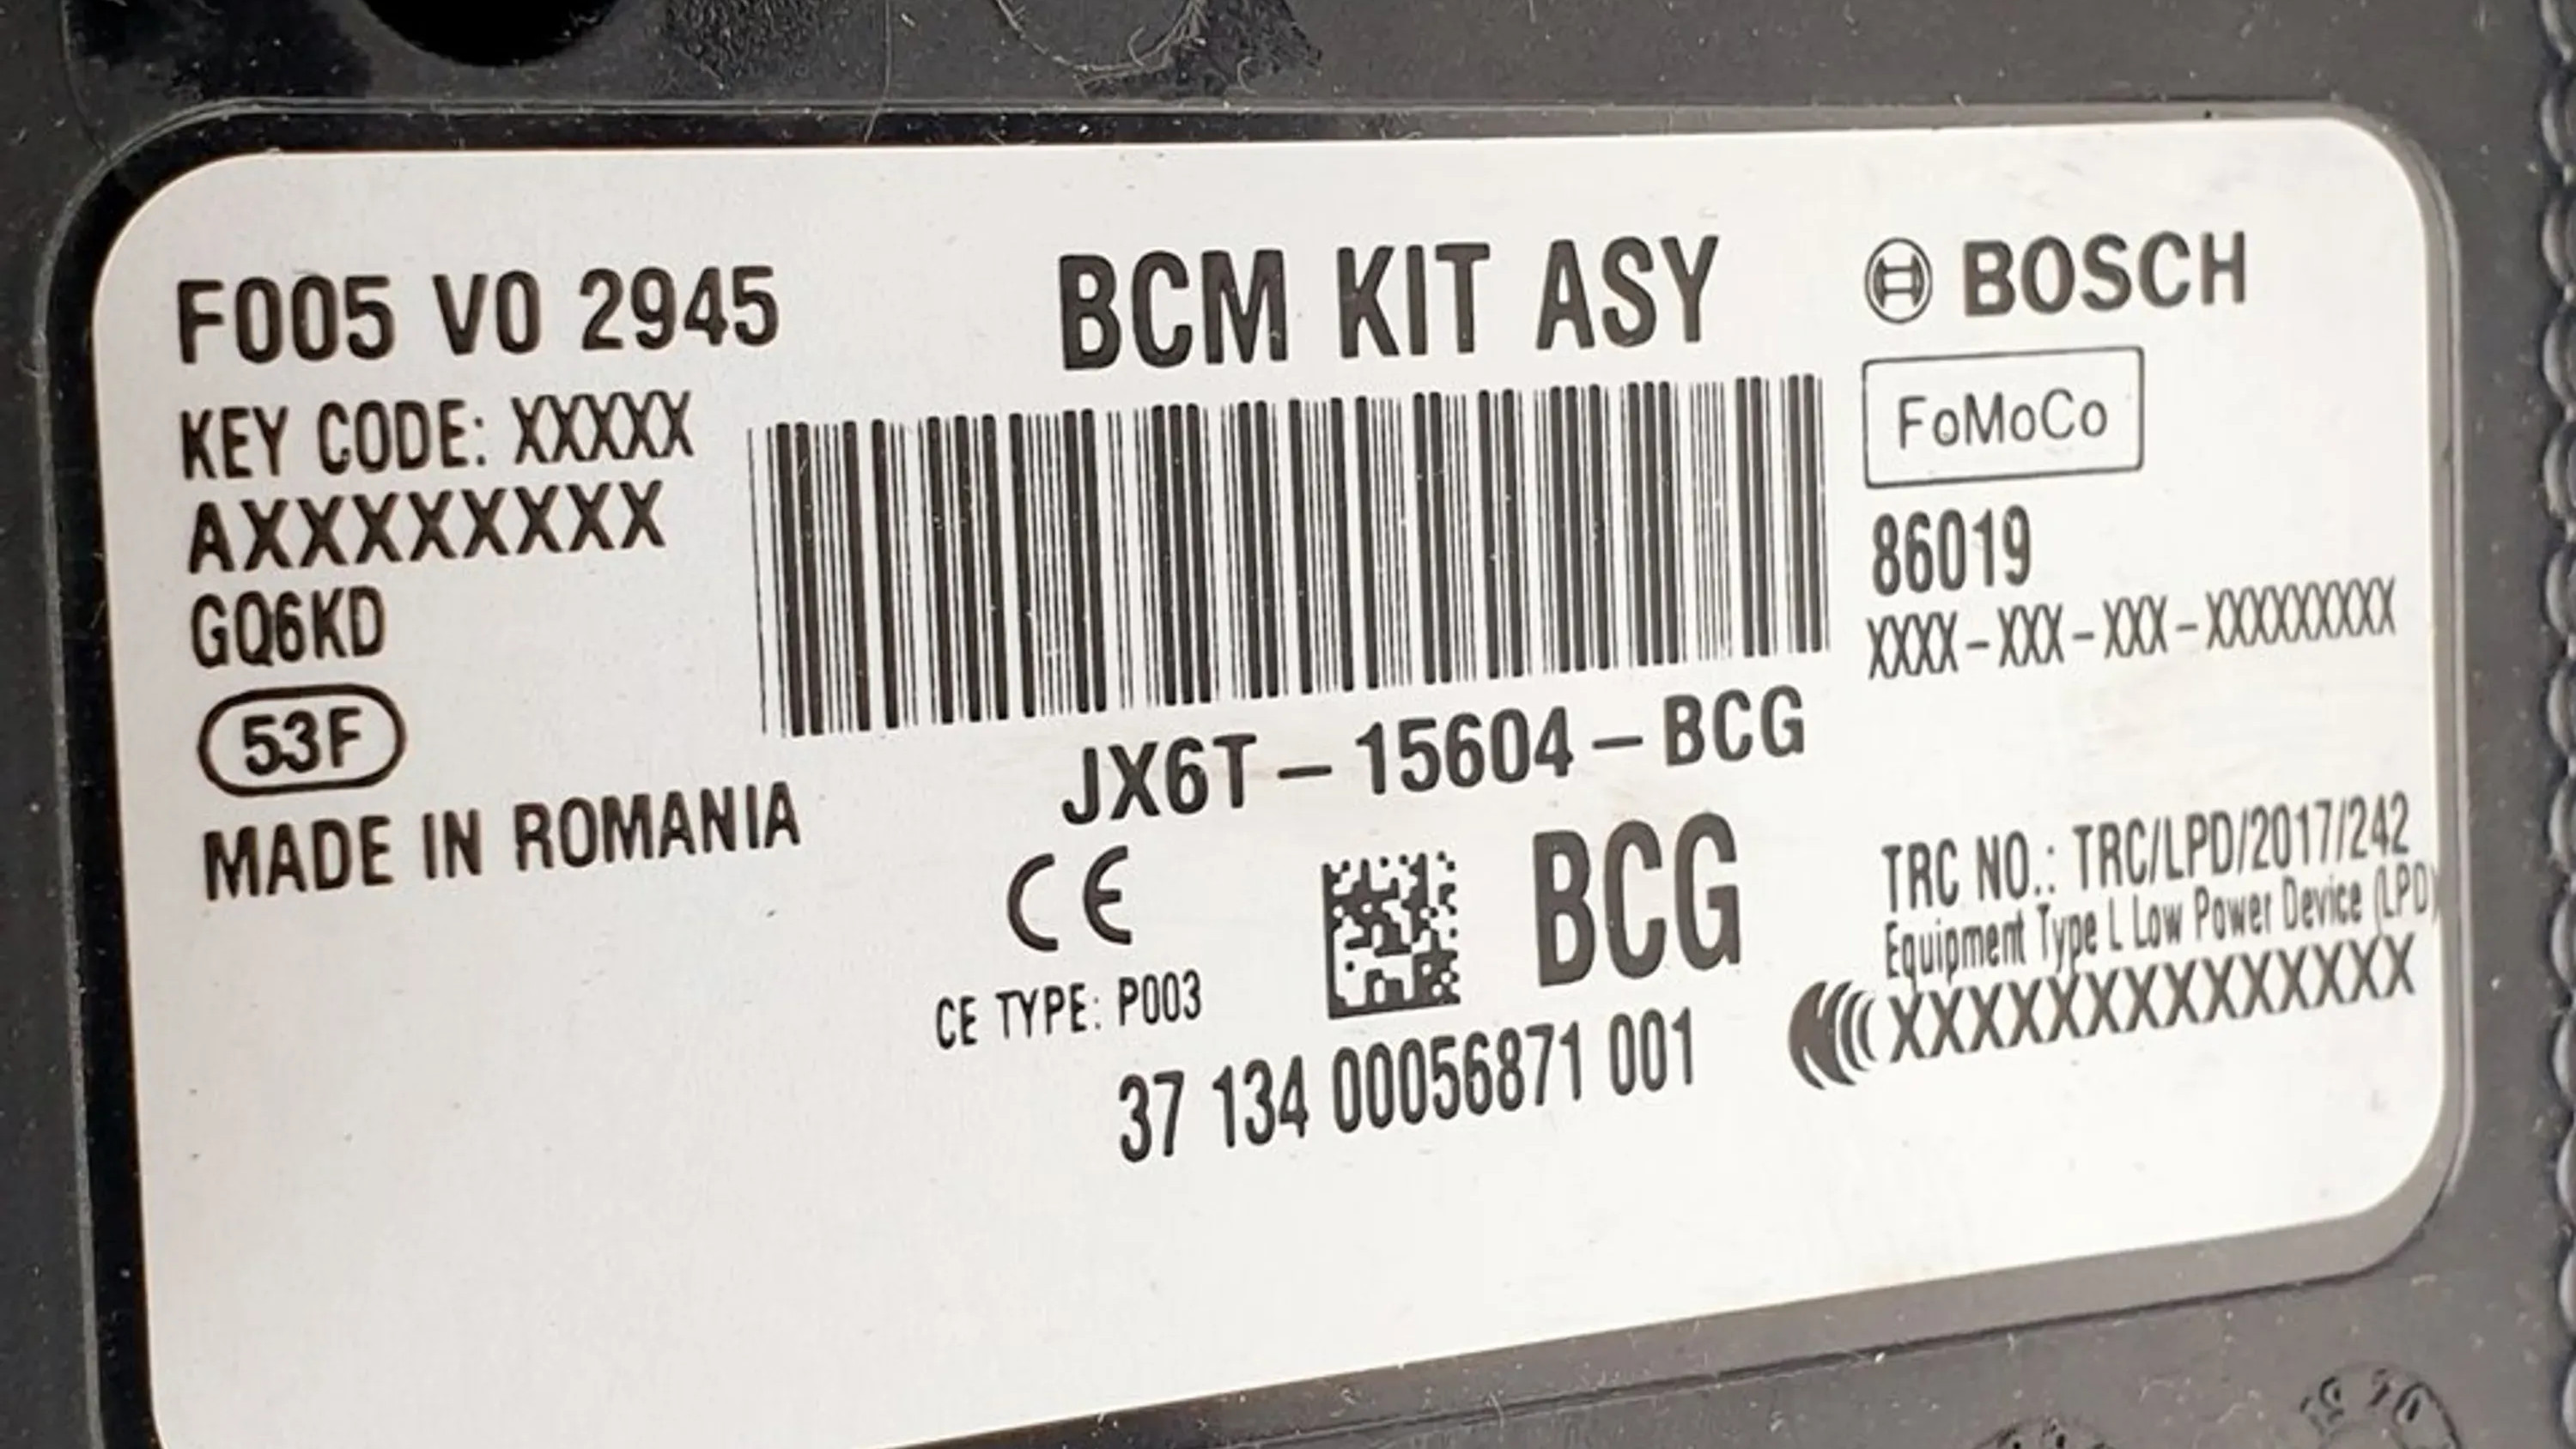 F005 V0 2945
KEY CODE: XXXXX
AXXXXXXXX
GQ6KD
53F
MADE IN ROMANIA
BCM KIT ASY
JX6T-15604-BCG
CE
CE TYPE: P003
BCG
37 134 00056871 001
BOSCH
FoMoCo
86019
XXXX-XXX-XXX-XXXXXXXXX
TRC NO.: TRC/LPD/2017/242
Equipment Type L Low Power Device (LPD)
XXXXXXXXXXXXXX